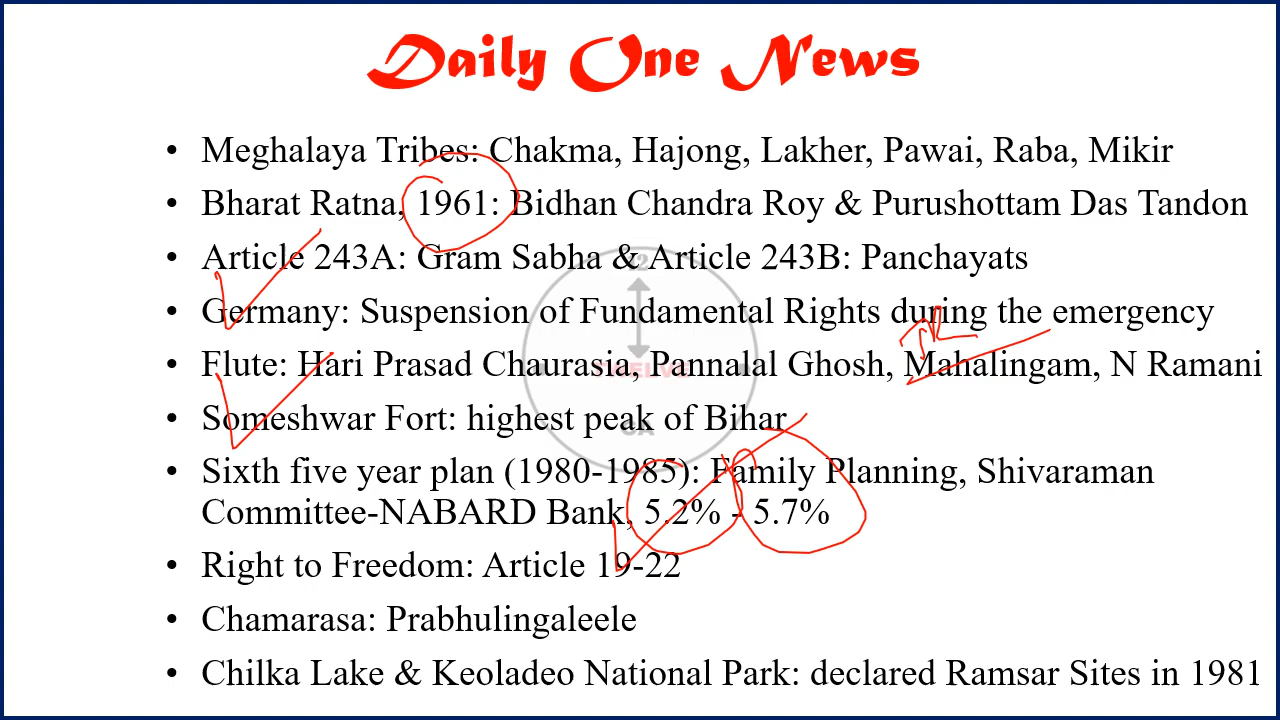 Daily One News
• Meghalaya Tribes: Chakma, Hajong, Lakher, Pawai, Raba, Mikir
• Bharat Ratna, 1961: Bidhan Chandra Roy & Purushottam Das Tandon
• Article 243A: Gram Sabha & Article 243B: Panchayats
• Germany: Suspension of Fundamental Rights during the emergency
TR
• Flute: Hari Prasad Chaurasia, Pannalal Ghosh, Mahalingam, N Ramani
• Someshwar Fort: highest peak of Bihar
• Sixth five year plan (1980-1985): Family Planning, Shivaraman
Committee-NABARD Bank, 5.2% - 5.7%
• Right to Freedom: Article 19-22
• Chamarasa: Prabhulingaleele
• Chilka Lake & Keoladeo National Park: declared Ramsar Sites in 1981
TWELVE